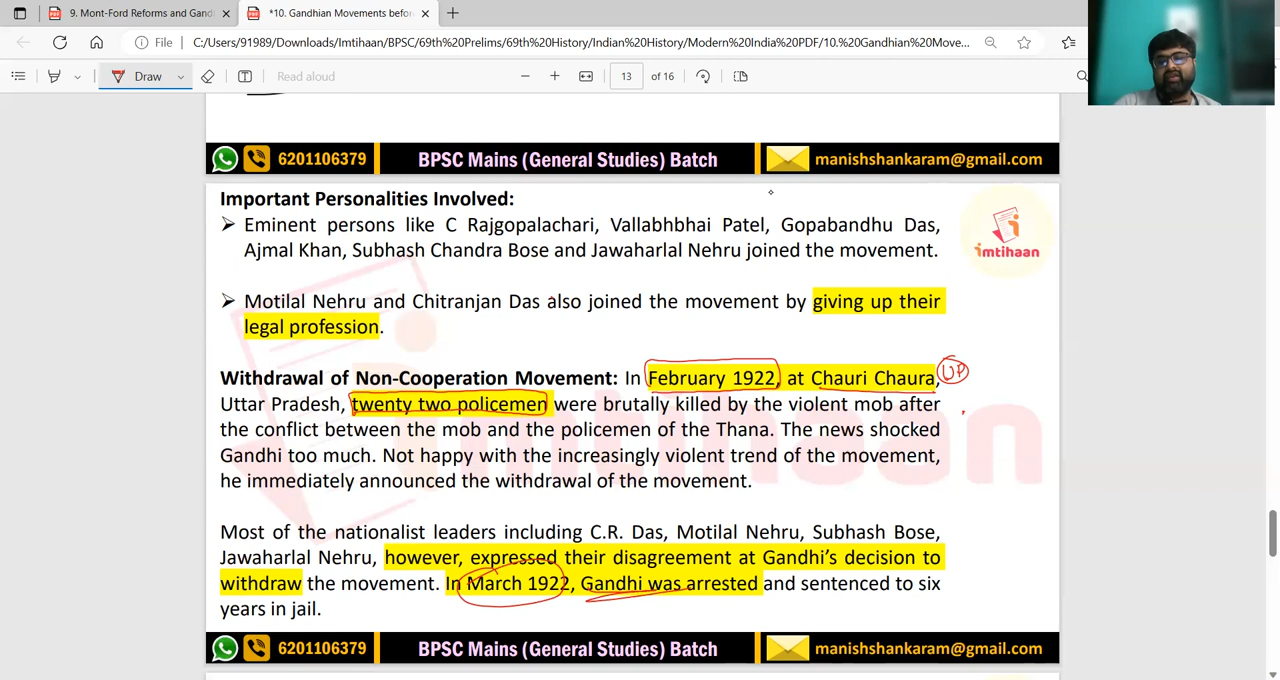 9. Mont-Ford Reforms and Gandh
*10. Gandhian Movements befor
File
C:/Users/91989/Downloads/Imtihaan/BPSC/69th%20Prelims/69th%20History/Indian%20History/Modern%20India%20PDF/10.%20Gandhian%20Move...
Draw
Read aloud
13 of 16
6201106379 BPSC Mains (General Studies) Batch manishshankaram@gmail.com
Important Personalities Involved:
➢ Eminent persons like C Rajgopalachari, Vallabhbhai Patel, Gopabandhu Das,
Ajmal Khan, Subhash Chandra Bose and Jawaharlal Nehru joined the movement.
imtihaan
➢ Motilal Nehru and Chitranjan Das also joined the movement by giving up their
legal profession.
Withdrawal of Non-Cooperation Movement: In February 1922, at Chauri Chaura, UP
Uttar Pradesh, twenty two policemen were brutally killed by the violent mob after
the conflict between the mob and the policemen of the Thana. The news shocked
Gandhi too much. Not happy with the increasingly violent trend of the movement,
he immediately announced the withdrawal of the movement.
imtihaan
Most of the nationalist leaders including C.R. Das, Motilal Nehru, Subhash Bose,
Jawaharlal Nehru, however, expressed their disagreement at Gandhi's decision to
withdraw the movement. In March 1922, Gandhi was arrested and sentenced to six
years in jail.
6201106379 BPSC Mains (General Studies) Batch manishshankaram@gmail.com